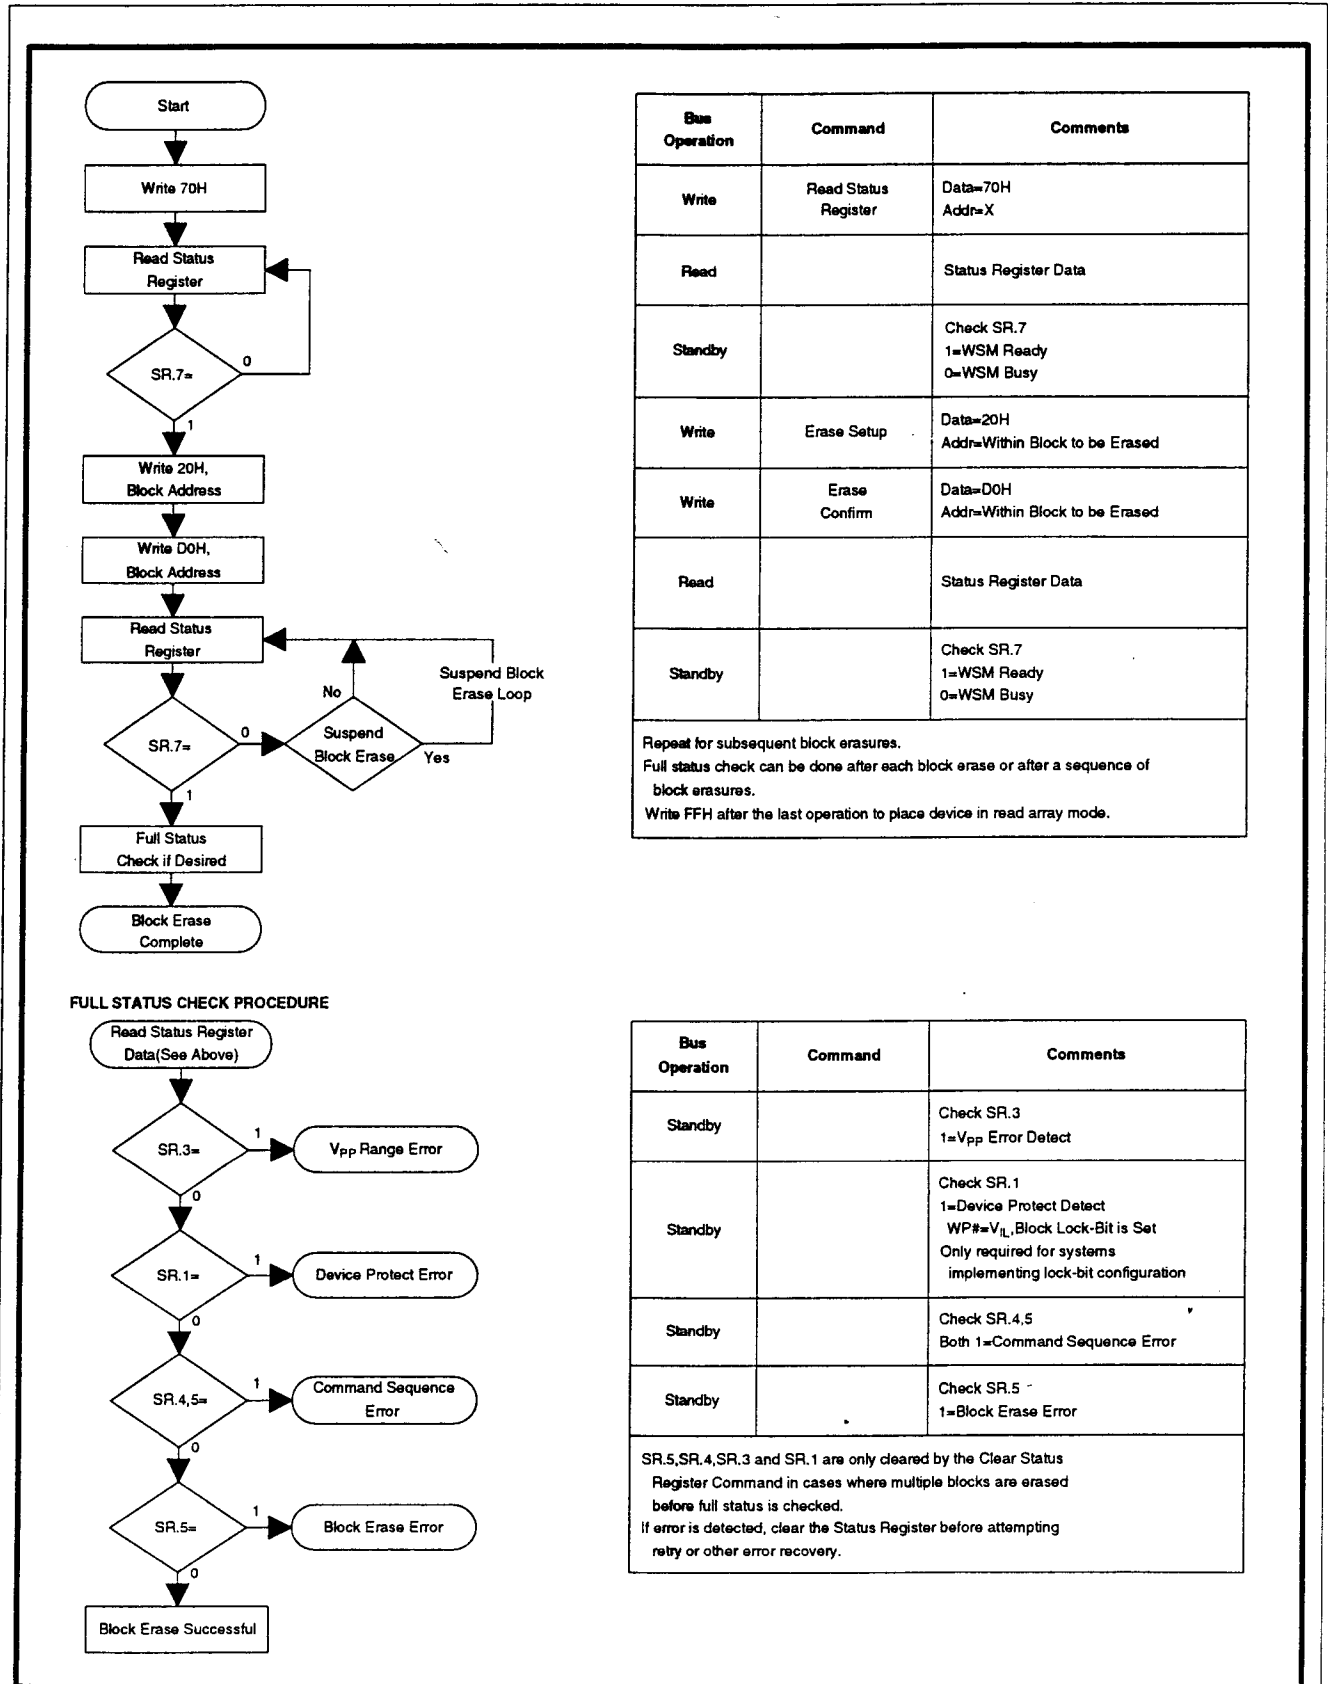 Start
Write 70H
Read Status
Register
SR.7=
0
1
Write 20H,
Block Address
Write D0H,
Block Address
Read Status
Register
SR.7=
0
1
No
Suspend
Block Erase
Yes
Suspend Block
Erase Loop
Full Status
Check if Desired
Block Erase
Complete
Bus
Operation
Command
Comments
Write
Read Status
Register
Data=70H
Addr=X
Read
Status Register Data
Standby
Check SR.7
1=WSM Ready
0=WSM Busy
Write
Erase Setup
Data=20H
Addr=Within Block to be Erased
Write
Erase
Confirm
Data=D0H
Addr=Within Block to be Erased
Read
Status Register Data
Standby
Check SR.7
1=WSM Ready
0=WSM Busy
Repeat for subsequent block erasures.
Full status check can be done after each block erase or after a sequence of
block erasures.
Write FFH after the last operation to place device in read array mode.
FULL STATUS CHECK PROCEDURE
Read Status Register
Data(See Above)
SR.3=
1
VPP Range Error
0
SR.1=
1
Device Protect Error
0
SR.4,5=
1
Command Sequence
Error
0
SR.5=
1
Block Erase Error
0
Block Erase Successful
Bus
Operation
Command
Comments
Standby
Check SR.3
1=VPP Error Detect
Standby
Check SR.1
1=Device Protect Detect
WP#=VIL,Block Lock-Bit is Set
Only required for systems
implementing lock-bit configuration
Standby
Check SR.4,5
Both 1=Command Sequence Error
Standby
Check SR.5
1=Block Erase Error
SR.5,SR.4,SR.3 and SR.1 are only cleared by the Clear Status
Register Command in cases where multiple blocks are erased
before full status is checked.
If error is detected, clear the Status Register before attempting
retry or other error recovery.